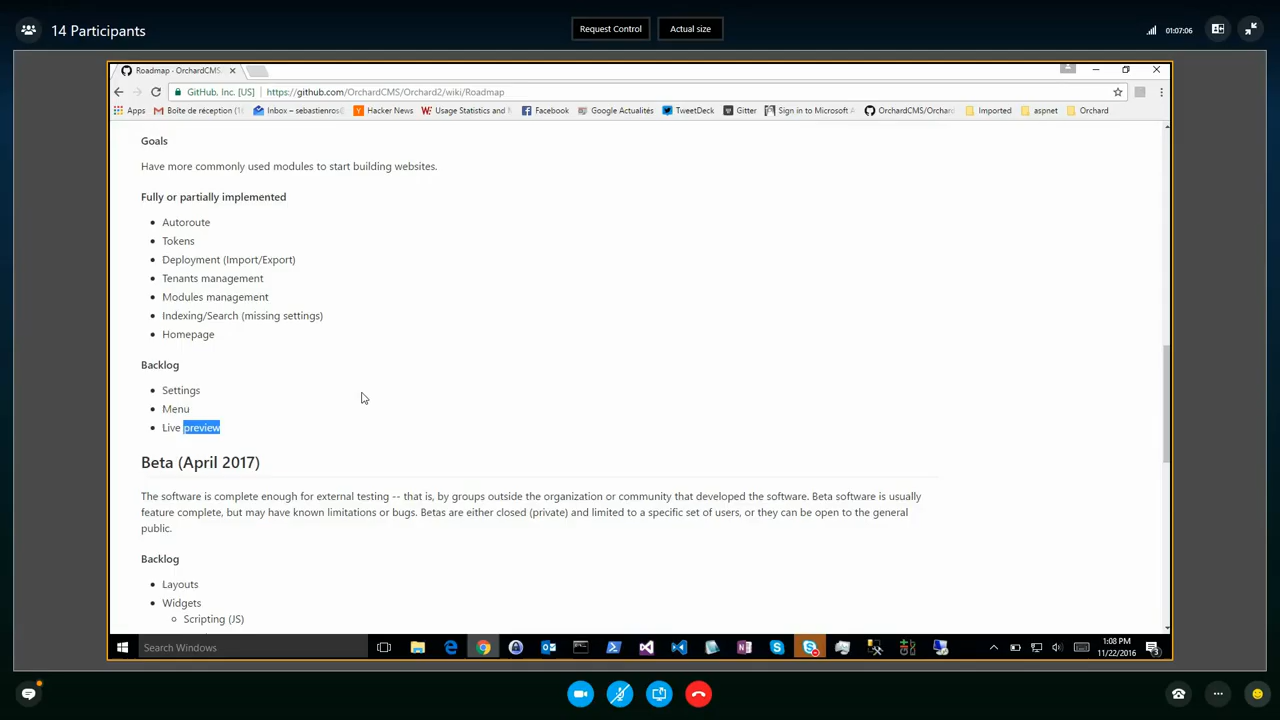 14 Participants
Request Control
Actual size
01:07:06
Roadmap · OrchardCMS
GitHub, Inc. [US]
https://github.com/OrchardCMS/Orchard2/wiki/Roadmap
Apps
Boîte de réception (1
Inbox – sebastienros
Hacker News
Usage Statistics and
Facebook
Google Actualités
TweetDeck
Gitter
Sign in to Microsoft
OrchardCMS/Orchard
Imported
aspnet
Orchard
Goals
Have more commonly used modules to start building websites.
Fully or partially implemented
• Autoroute
• Tokens
• Deployment (Import/Export)
• Tenants management
• Modules management
• Indexing/Search (missing settings)
• Homepage
Backlog
• Settings
• Menu
• Live preview
Beta (April 2017)
The software is complete enough for external testing -- that is, by groups outside the organization or community that developed the software. Beta software is usually
feature complete, but may have known limitations or bugs. Betas are either closed (private) and limited to a specific set of users, or they can be open to the general
public.
Backlog
• Layouts
• Widgets
◦ Scripting (JS)
Search Windows
1:08 PM
11/22/2016